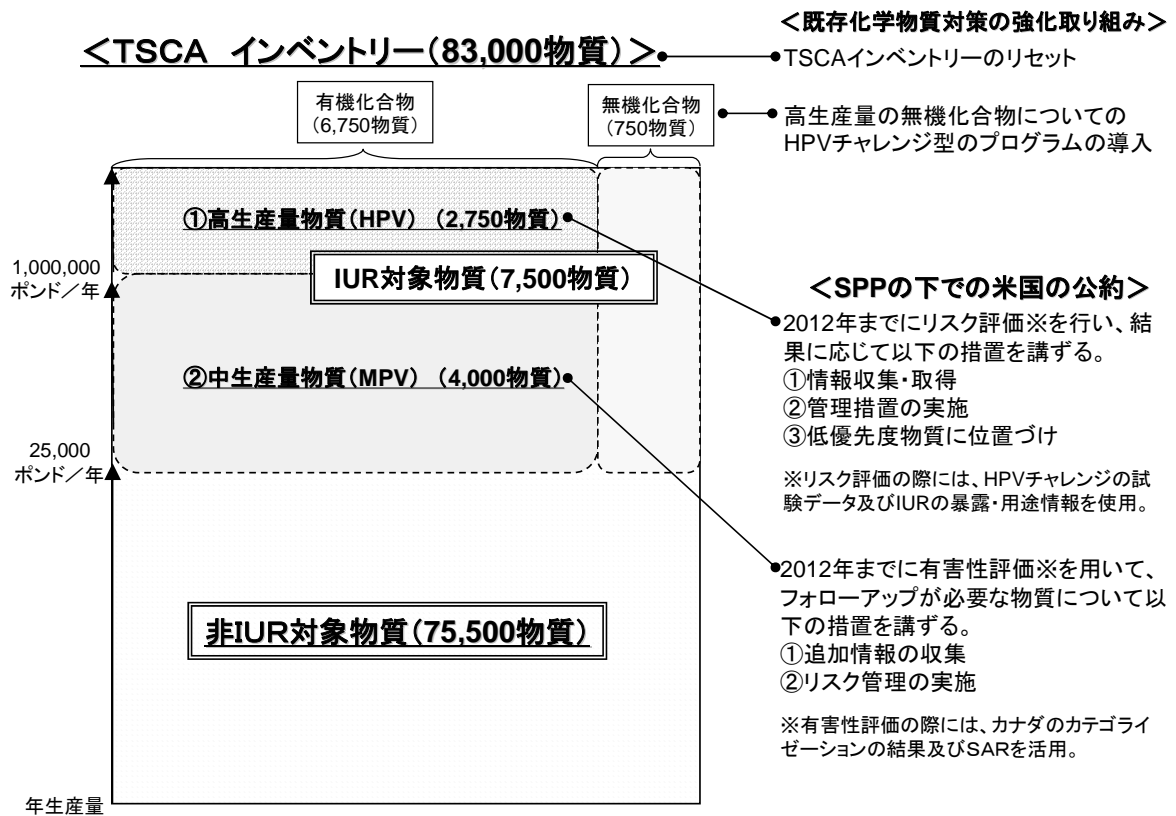 ＜既存化学物質対策の強化取り組み＞
＜ＴＳＣＡ　インベントリー（83,000物質）＞
TSCAインベントリーのリセット
有機化合物
（6,750物質）
無機化合物
（750物質）
高生産量の無機化合物についての
HPVチャレンジ型のプログラムの導入
①高生産量物質（HPV）　（2,750物質）
1,000,000
ポンド／年
IUR対象物質（7,500物質）
②中生産量物質（MPV）　（4,000物質）
25,000
ポンド／年
非ＩＵＲ対象物質（75,500物質）
年生産量
＜SPPの下での米国の公約＞
2012年までにリスク評価※を行い、結
果に応じて以下の措置を講ずる。
①情報収集・取得
②管理措置の実施
③低優先度物質に位置づけ
※リスク評価の際には、HPVチャレンジの試
験データ及びIURの暴露・用途情報を使用。
2012年までに有害性評価※を用いて、
フォローアップが必要な物質について以
下の措置を講ずる。
①追加情報の収集
②リスク管理の実施
※有害性評価の際には、カナダのカテゴライ
ゼーションの結果及びSARを活用。